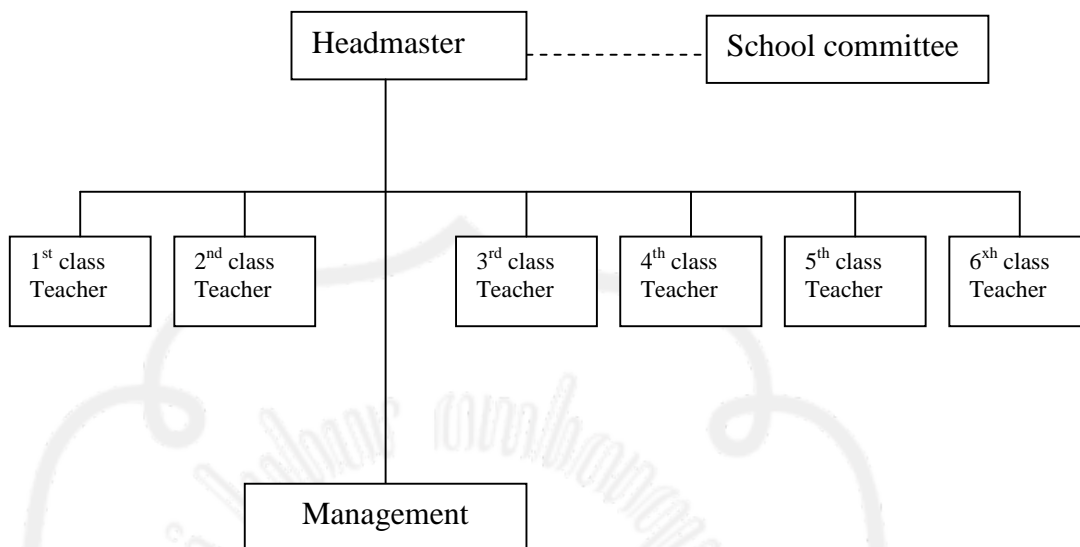 Headmaster
School committee
1st class
Teacher
2nd class
Teacher
3rd class
Teacher
4th class
Teacher
5th class
Teacher
6xh class
Teacher
Management